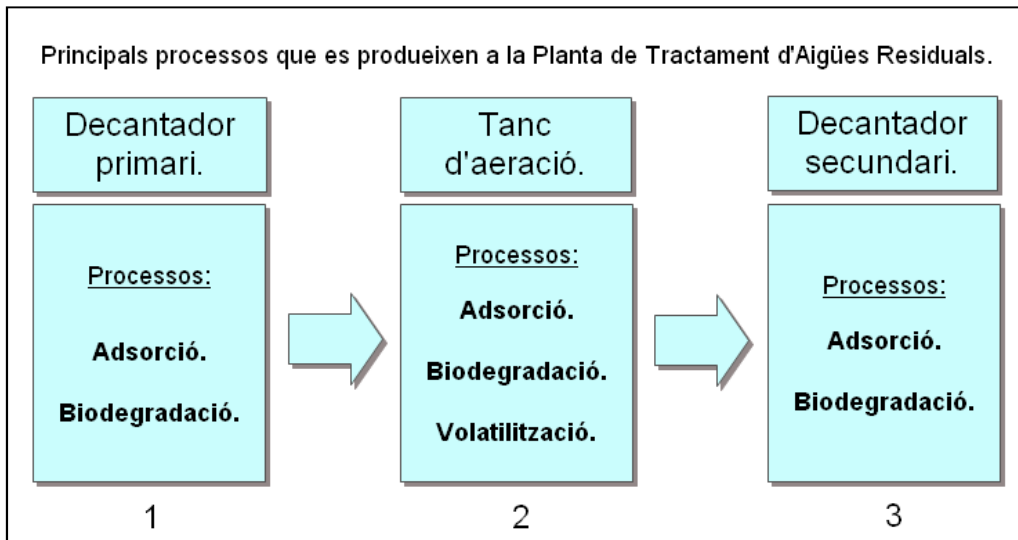 Principals processos que es produeixen a la Planta de Tractament d'Aigües Residuals.
Decantador
primari.
Processos:
Adsorció.
Biodegradació.
1
Tanc
d'aeració.
Processos:
Adsorció.
Biodegradació.
Volatilització.
2
Decantador
secundari.
Processos:
Adsorció.
Biodegradació.
3